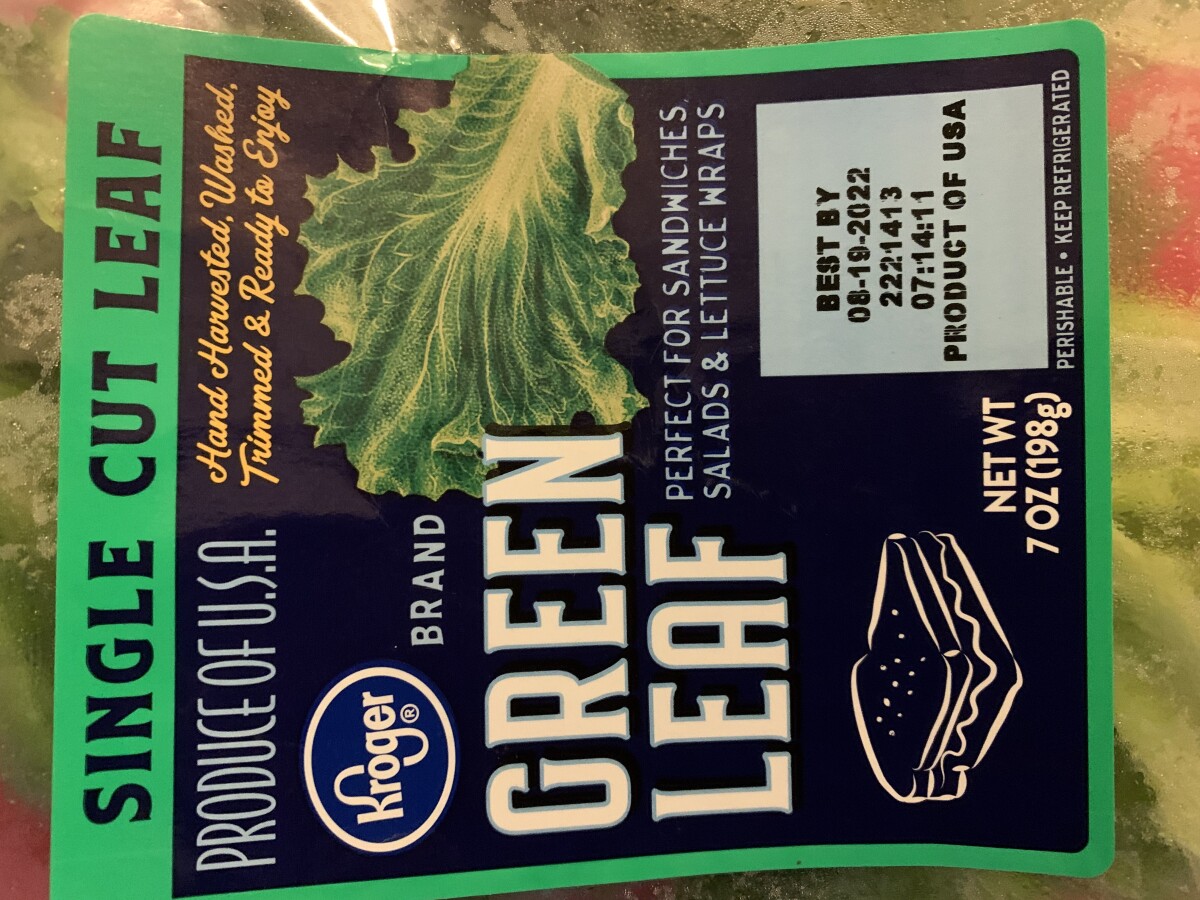 SINGLE CUT LEAF
PRODUCE OF U.S.A.
Hand Harvested, Washed,
Trimmed & Ready to Enjoy
Kroger®
BRAND
GREEN
LEAF
PERFECT FOR SANDWICHES,
SALADS & LETTUCE WRAPS
BEST BY
08-19-2022
2221413
07:14:11
PRODUCT OF USA
NET WT
7 OZ (198g)
PERISHABLE • KEEP REFRIGERATED